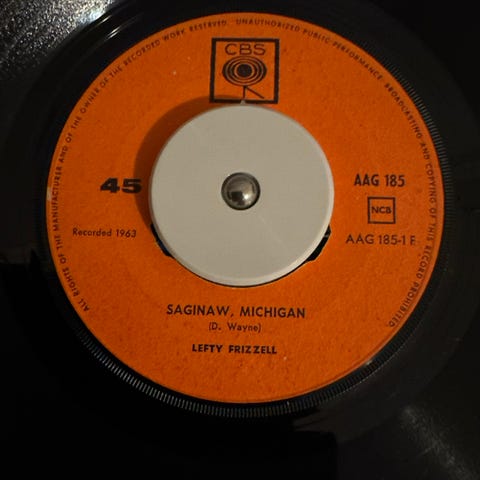 ALL RIGHTS OF THE MANUFACTURER AND OF THE OWNER OF THE RECORDED WORK RESERVED. UNAUTHORIZED PUBLIC PERFORMANCE, BROADCASTING AND COPYING OF THIS RECORD PROHIBITED
CBS
45
AAG 185
NCB
Recorded 1963
AAG 185-1 E
SAGINAW, MICHIGAN
(D. Wayne)
LEFTY FRIZZELL